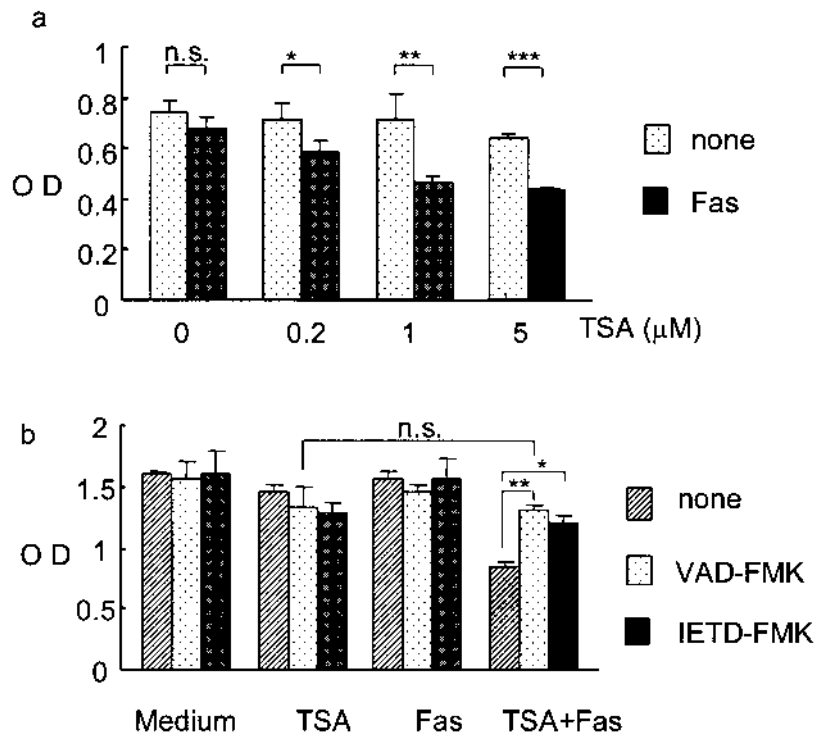 a
1
0.8
0.6
0.4
0.2
0
O D
n.s.
*
**
***
none
Fas
0 0.2 1 5 TSA (μM)
b
2
1.5
1
0.5
0
O D
n.s.
*
**
none
VAD-FMK
IETD-FMK
Medium TSA Fas TSA+Fas